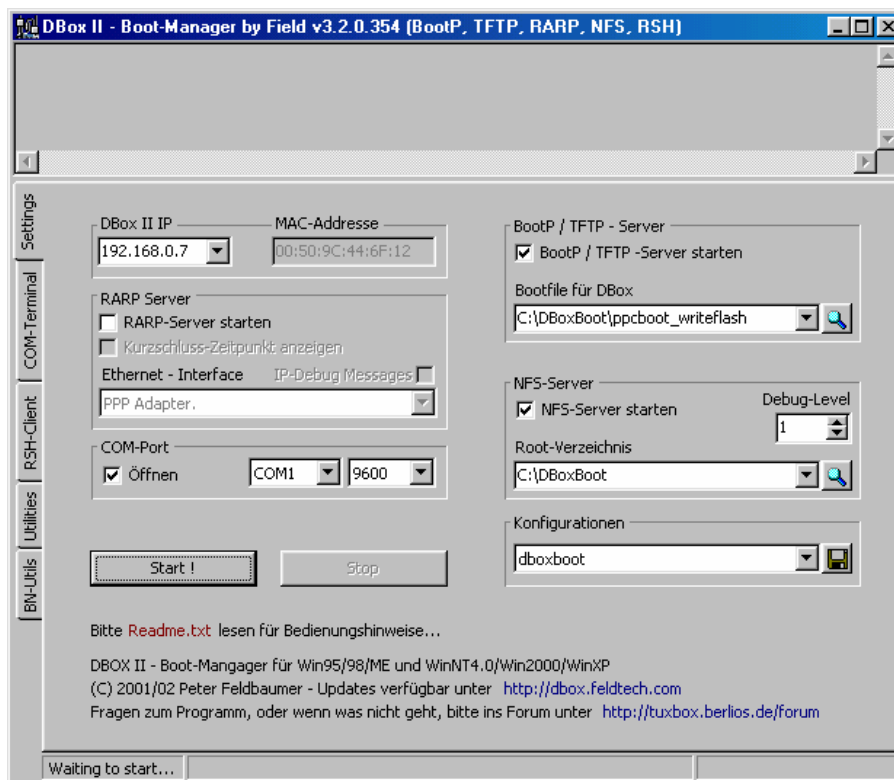 DBox II - Boot-Manager by Field v3.2.0.354 (BootP, TFTP, RARP, NFS, RSH)
Settings
COM-Terminal
RSH-Client
Utilities
BN-Utils
DBox II IP
MAC-Addresse
192.168.0.7
00:50:9C:44:6F:12
RARP Server
RARP-Server starten
Kurzschluss-Zeitpunkt anzeigen
Ethernet - Interface
IP-Debug Messages
PPP Adapter.
COM-Port
Öffnen
COM1
9600
Start !
Stop
BootP / TFTP - Server
BootP / TFTP -Server starten
Bootfile für DBox
C:\DBoxBoot\ppcboot_writeflash
NFS-Server
NFS-Server starten
Debug-Level
1
Root-Verzeichnis
C:\DBoxBoot
Konfigurationen
dboxboot
Bitte Readme.txt lesen für Bedienungshinweise...
DBOX II - Boot-Mangager für Win95/98/ME und WinNT4.0/Win2000/WinXP
(C) 2001/02 Peter Feldbaumer - Updates verfügbar unter http://dbox.feldtech.com
Fragen zum Programm, oder wenn was nicht geht, bitte ins Forum unter http://tuxbox.berlios.de/forum
Waiting to start...